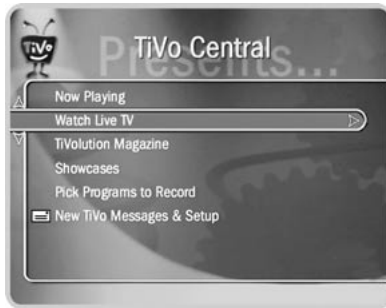 TiVo
Presents...
TiVo Central
Now Playing
Watch Live TV
TiVolution Magazine
Showcases
Pick Programs to Record
New TiVo Messages & Setup